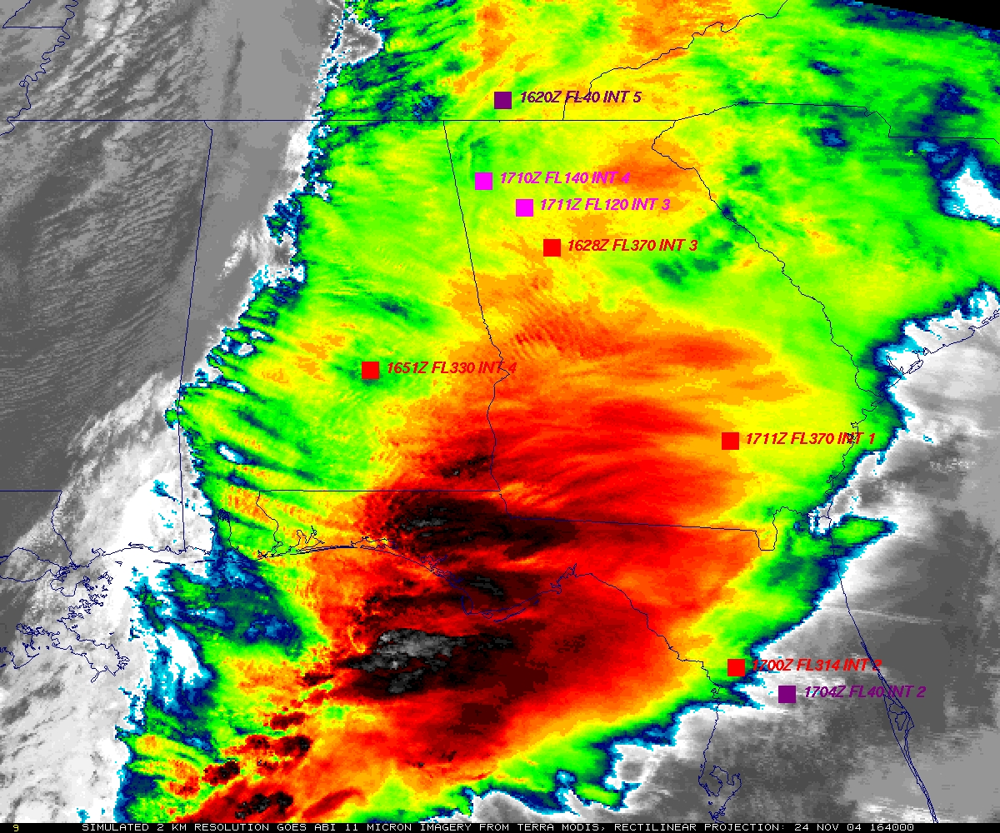 1620Z FL40 INT 5
1710Z FL140 INT 4
1711Z FL120 INT 3
1628Z FL370 INT 3
1651Z FL330 INT 4
1711Z FL370 INT 1
1700Z FL314 INT 2
1704Z FL40 INT 2
9 SIMULATED 2 KM RESOLUTION GOES ABI 11 MICRON IMAGERY FROM TERRA MODIS, RECTILINEAR PROJECTION: 24 NOV 04 164000